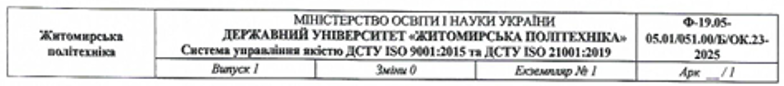 Житомирська
політехніка
МІНІСТЕРСТВО ОСВІТИ І НАУКИ УКРАЇНИ
ДЕРЖАВНИЙ УНІВЕРСИТЕТ «ЖИТОМИРСЬКА ПОЛІТЕХНІКА»
Система управління якістю ДСТУ ISO 9001:2015 та ДСТУ ISO 21001:2019
Ф-19.05-
05.01/051.00/Б/ОК.23-
2025
Випуск 1 Зміни 0 Екземпляр № 1 Арк __ / 1